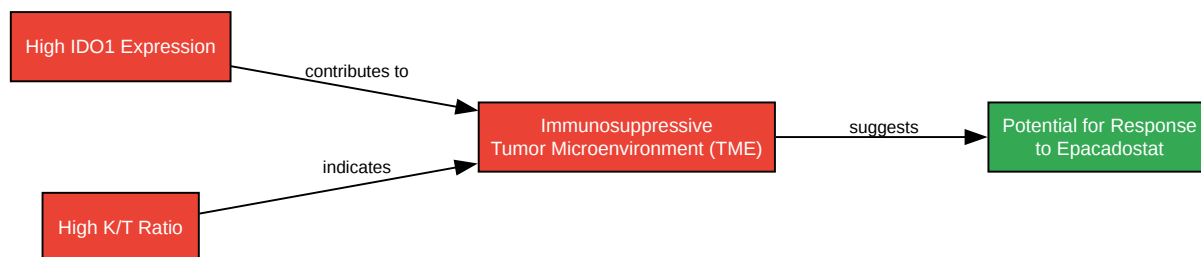 High IDO1 Expression
contributes to
Immunosuppressive
Tumor Microenvironment (TME)
suggests
Potential for Response
to Epacadostat
indicates
High K/T Ratio